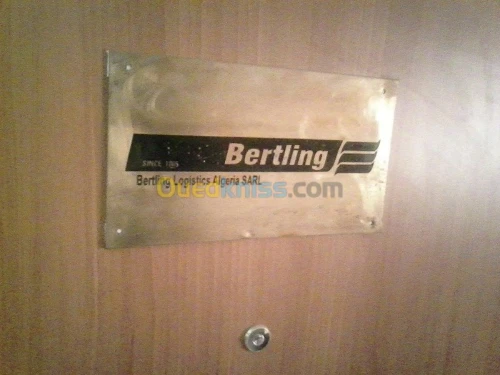 Bertling
SINCE 1865
Bertling Logistics Algeria SARL
Ouedkniss.com